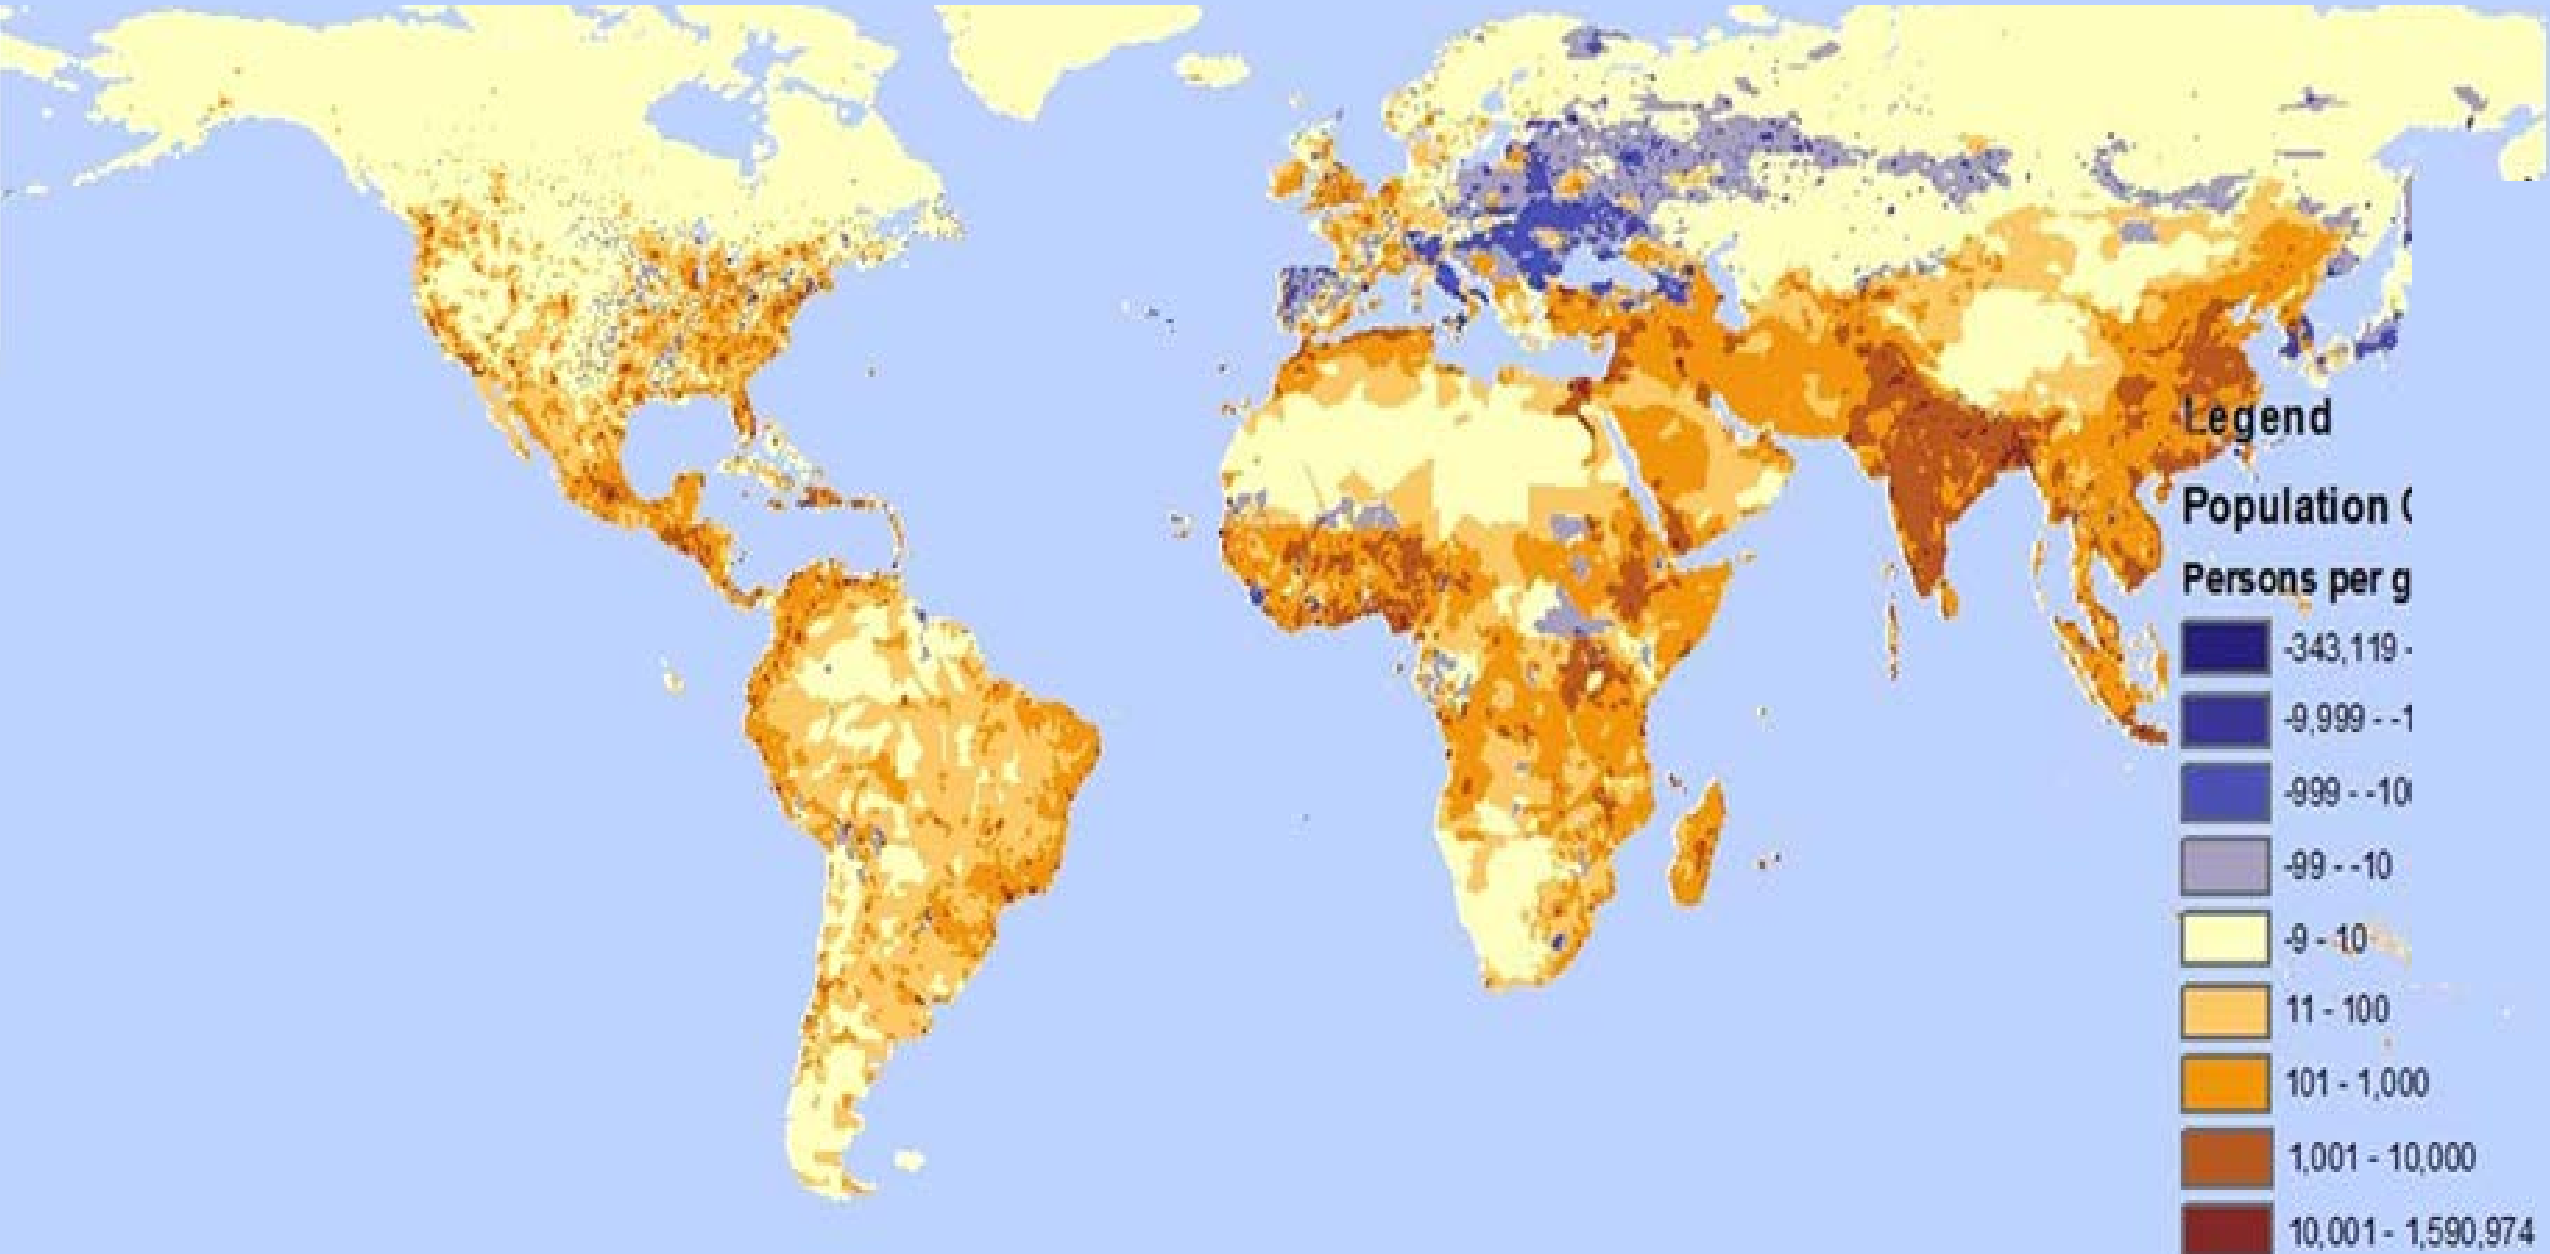 Legend
Population
Persons per g
-343,119 -
-9,999 - -1
-999 - -10
-99 - -10
-9 - 10
11 - 100
101 - 1,000
1,001 - 10,000
10,001 - 1,590,974